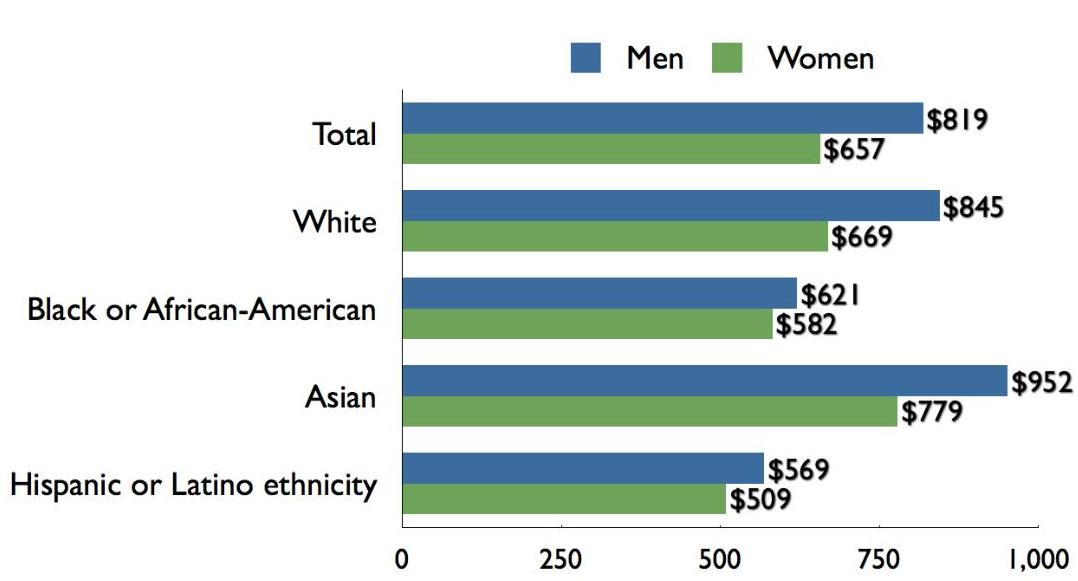 Men Women
Total
$819
$657
White
$845
$669
Black or African-American
$621
$582
Asian
$952
$779
Hispanic or Latino ethnicity
$569
$509
0 250 500 750 1,000